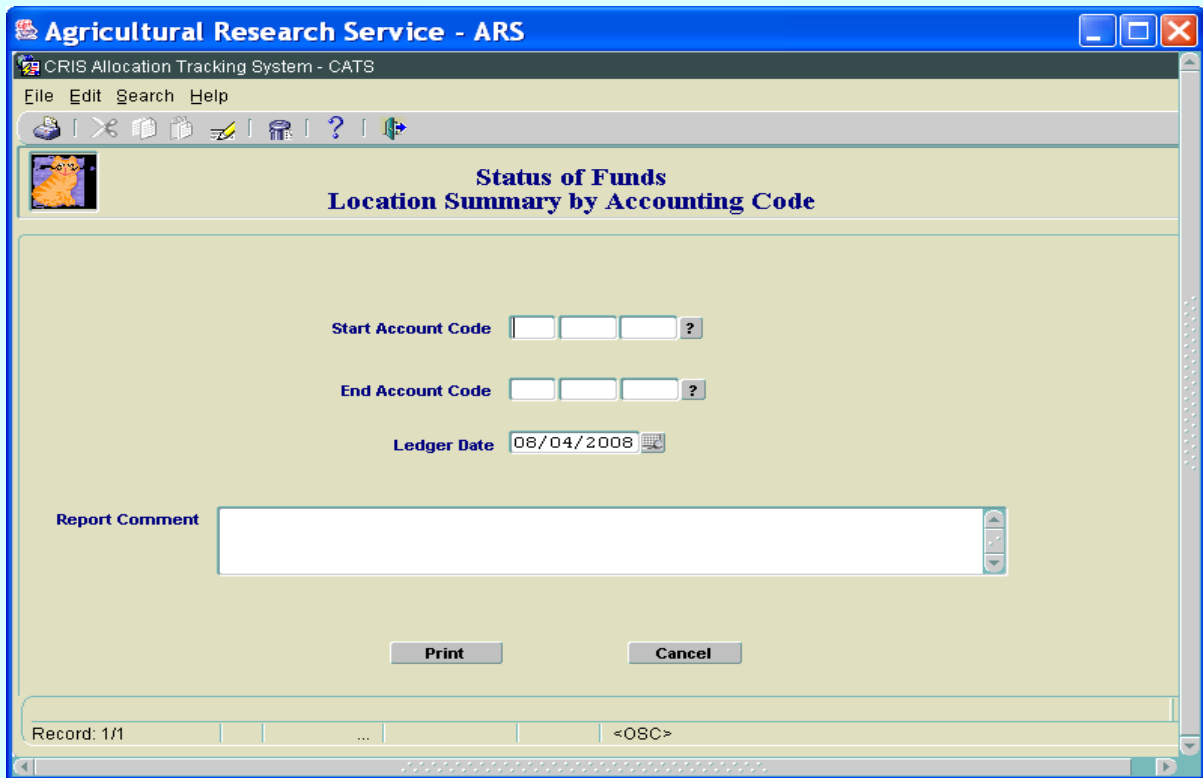 Agricultural Research Service - ARS
CRIS Allocation Tracking System - CATS
File Edit Search Help
?
Status of Funds
Location Summary by Accounting Code
Start Account Code ?
End Account Code ?
Ledger Date 08/04/2008
Report Comment
Print Cancel
Record: 1/1 ... <OSC>